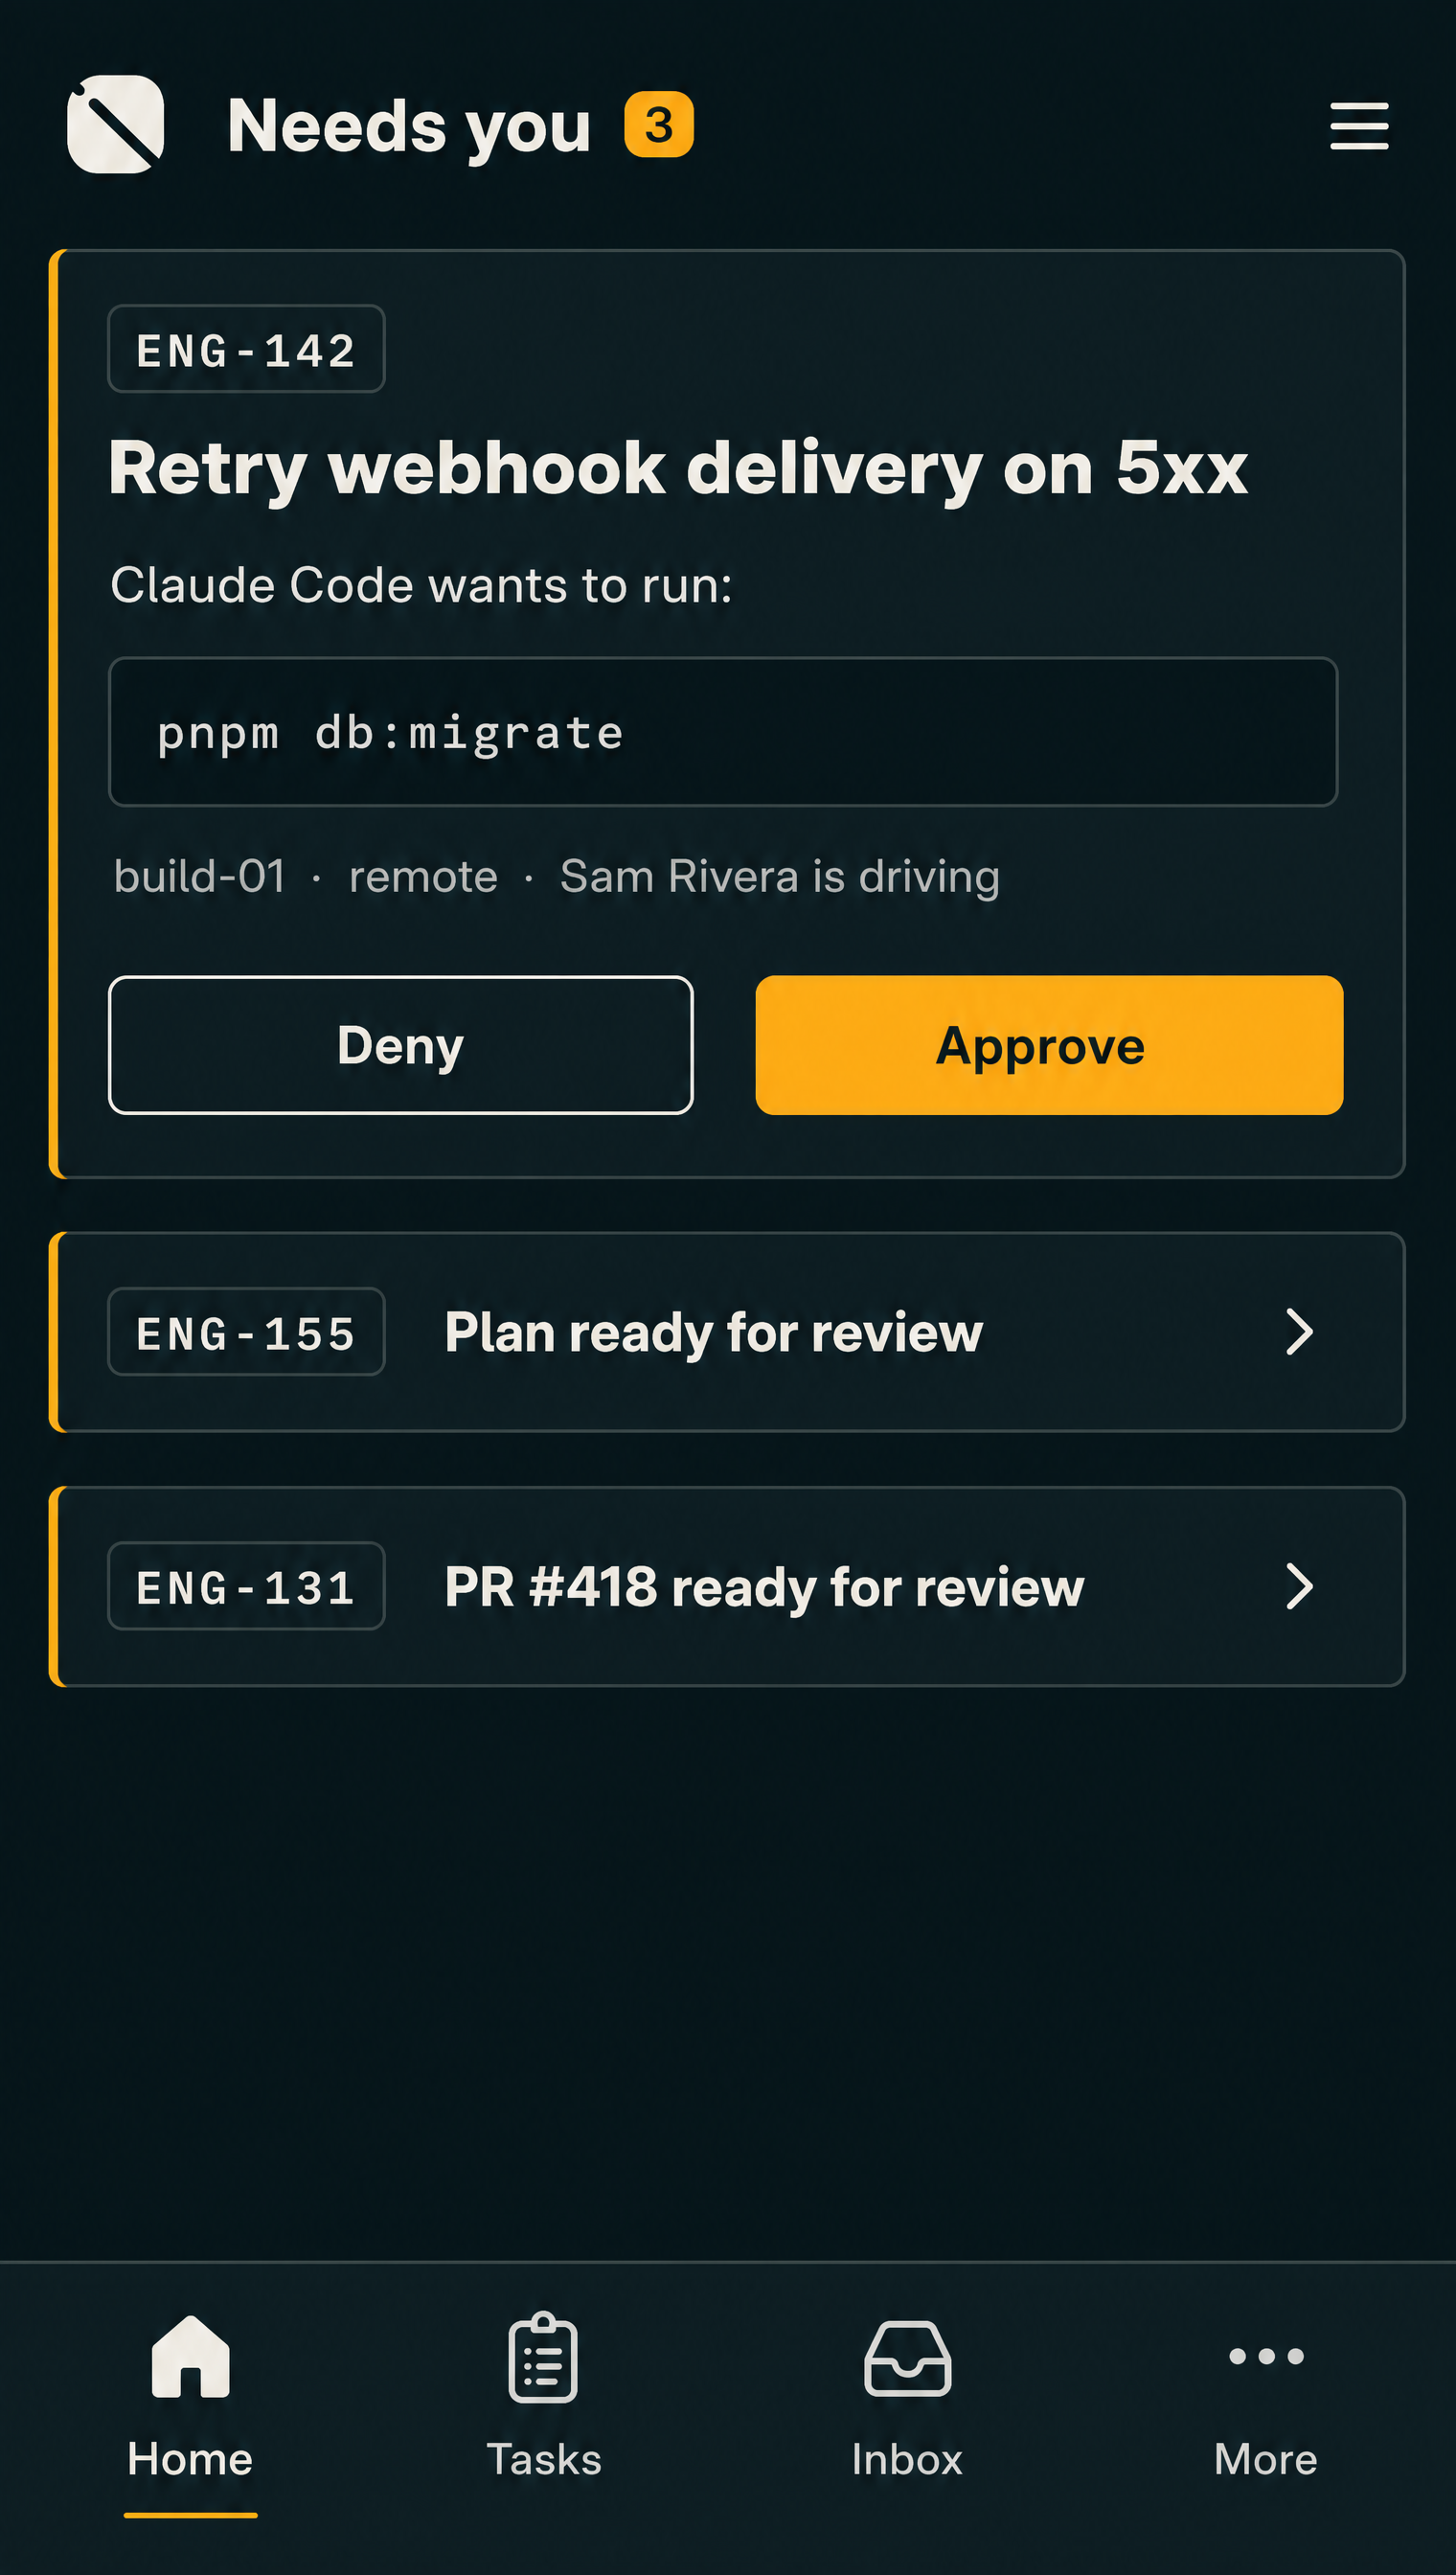 Needs you 3
ENG-142
Retry webhook delivery on 5xx
Claude Code wants to run:
pnpm db:migrate
build-01 · remote · Sam Rivera is driving
Deny Approve
ENG-155 Plan ready for review
ENG-131 PR #418 ready for review
Home Tasks Inbox More